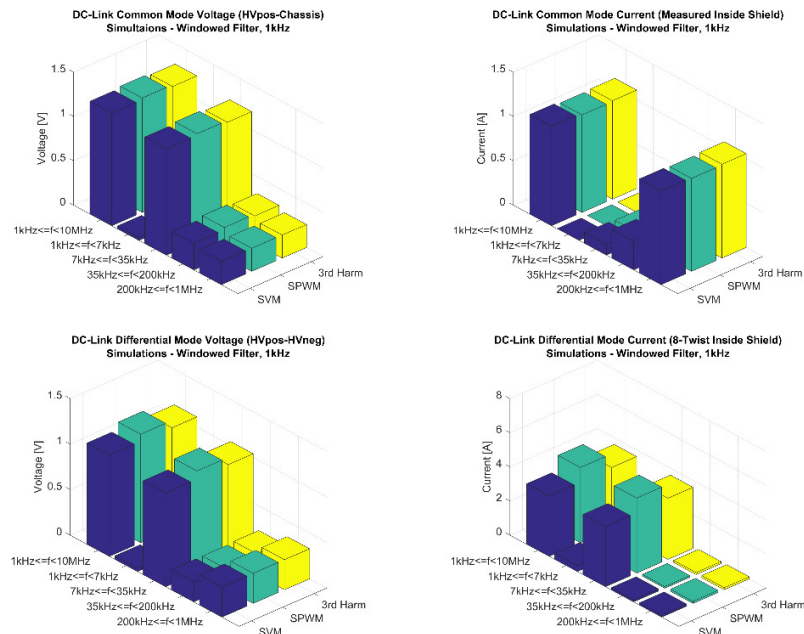 DC-Link Common Mode Voltage (HVpos-Chassis)
Simultaions - Windowed Filter, 1kHz
1.5
1
0.5
0
Voltage [V]
1kHz<=f<10MHz
1kHz<=f<7kHz
7kHz<=f<35kHz
35kHz<=f<200kHz
200kHz<=f<1MHz
SVM
SPWM
3rd Harm
DC-Link Common Mode Current (Measured Inside Shield)
Simulations - Windowed Filter, 1kHz
1.5
1
0.5
0
Current [A]
1kHz<=f<10MHz
1kHz<=f<7kHz
7kHz<=f<35kHz
35kHz<=f<200kHz
200kHz<=f<1MHz
SVM
SPWM
3rd Harm
DC-Link Differential Mode Voltage (HVpos-HVneg)
Simulations - Windowed Filter, 1kHz
1.5
1
0.5
0
Voltage [V]
1kHz<=f<10MHz
1kHz<=f<7kHz
7kHz<=f<35kHz
35kHz<=f<200kHz
200kHz<=f<1MHz
SVM
SPWM
3rd Harm
DC-Link Differential Mode Current (8-Twist Inside Shield)
Simulations - Windowed Filter, 1kHz
8
6
4
2
0
Current [A]
1kHz<=f<10MHz
1kHz<=f<7kHz
7kHz<=f<35kHz
35kHz<=f<200kHz
200kHz<=f<1MHz
SVM
SPWM
3rd Harm